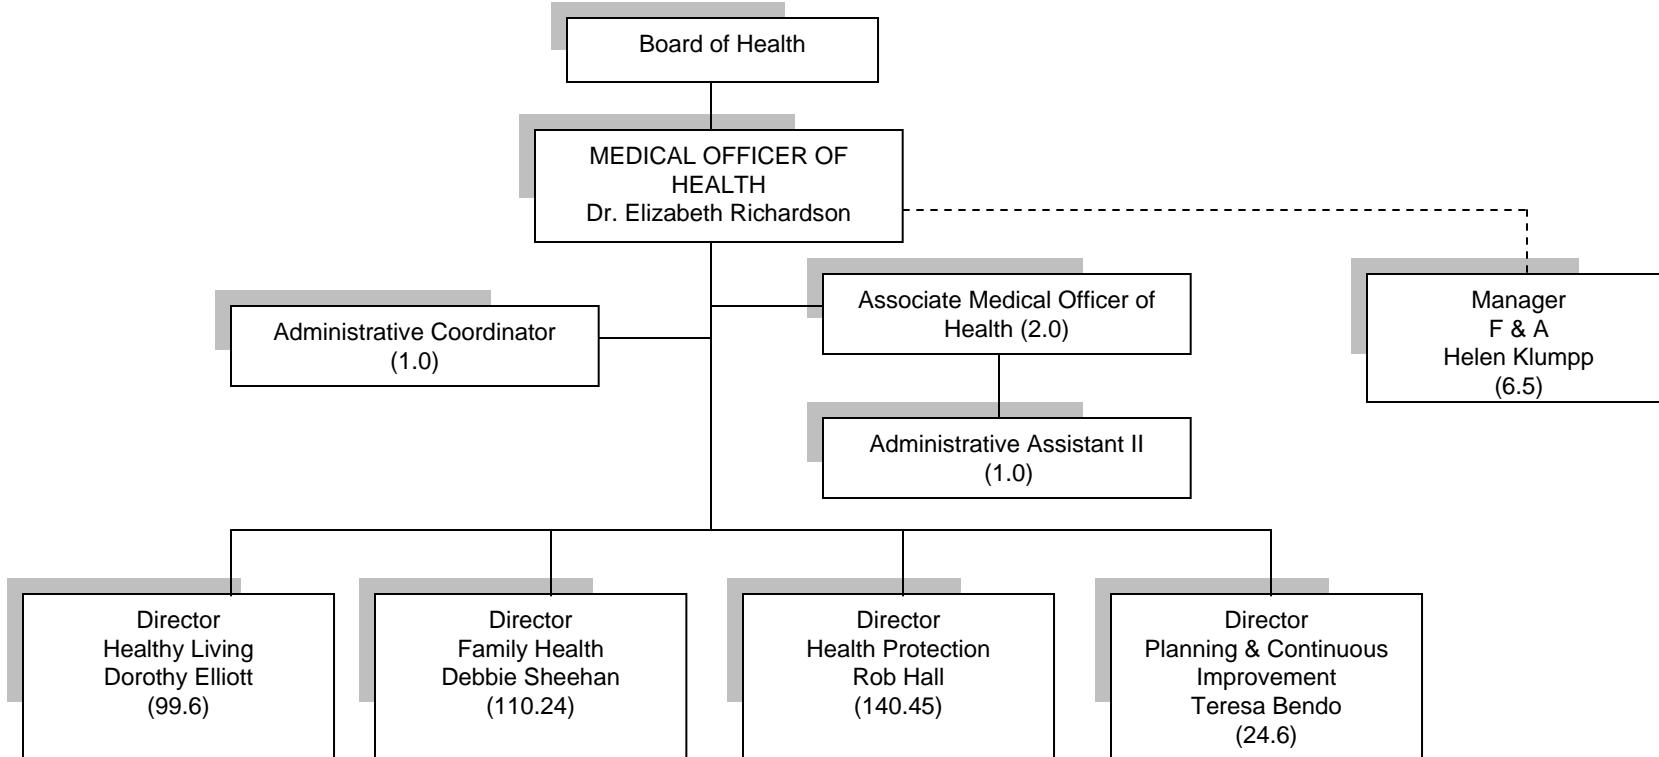 Board of Health
MEDICAL OFFICER OF
HEALTH
Dr. Elizabeth Richardson
Administrative Coordinator
(1.0)
Associate Medical Officer of
Health (2.0)
Manager
F & A
Helen Klumpp
(6.5)
Administrative Assistant II
(1.0)
Director
Healthy Living
Dorothy Elliott
(99.6)
Director
Family Health
Debbie Sheehan
(110.24)
Director
Health Protection
Rob Hall
(140.45)
Director
Planning & Continuous
Improvement
Teresa Bendo
(24.6)